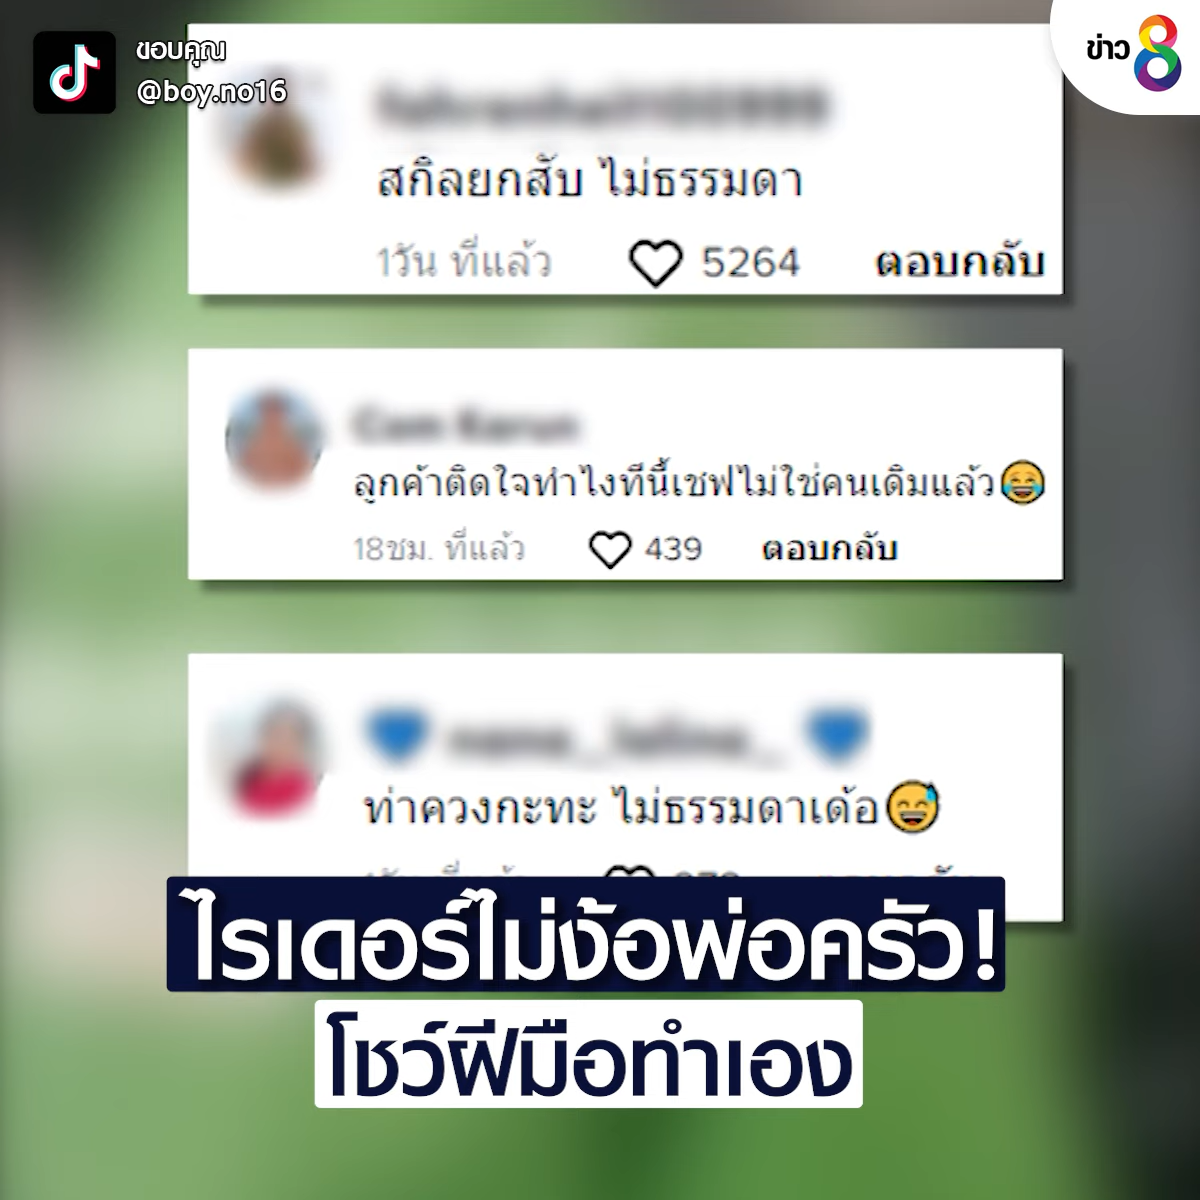 ขอบคุณ
@boy.no16
ข่าว 8
สกิลยกสับ ไม่ธรรมดา
1วัน ที่แล้ว 5264 ตอบกลับ
ลูกค้าติดใจทำไงทีนี้เชฟไม่ใช่คนเดิมแล้ว😂
18ชม. ที่แล้ว 439 ตอบกลับ
💙 💙
ท่าควงกะทะ ไม่ธรรมดาเด้อ😅
ไรเดอร์ไม่ง้อพ่อครัว!
โชว์ฝีมือทำเอง